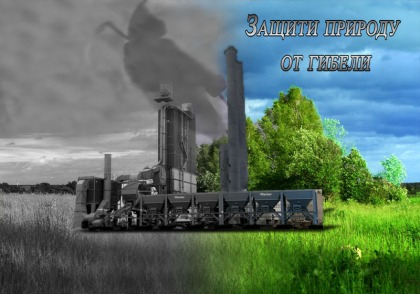 Защити природу
от гибели